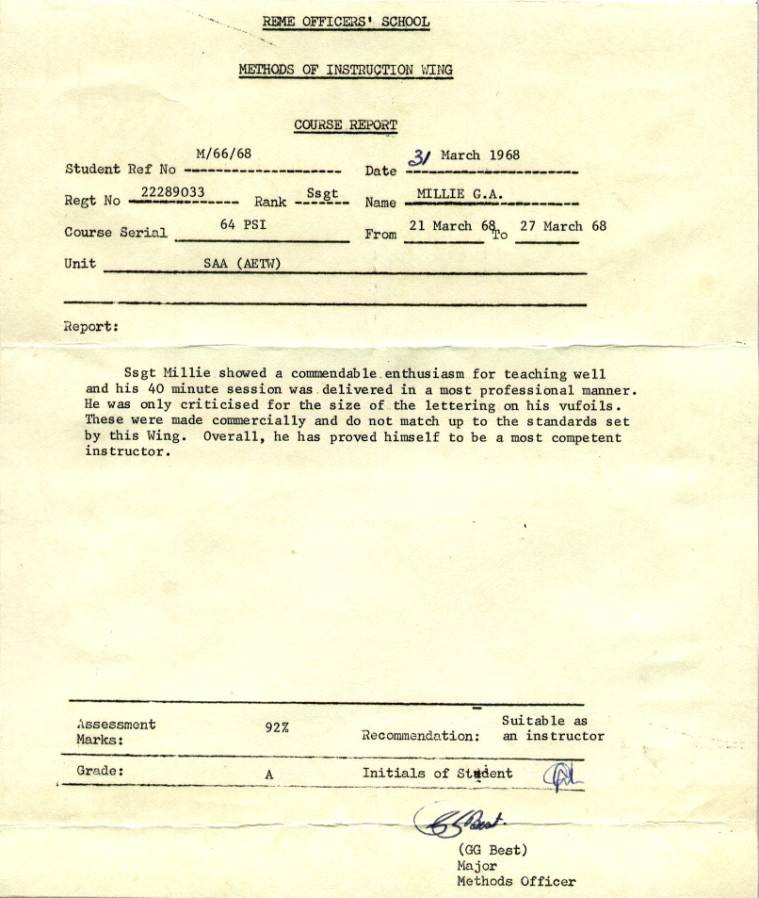 REME OFFICERS' SCHOOL
METHODS OF INSTRUCTION WING
COURSE REPORT
Student Ref No M/66/68 Date 31 March 1968
Regt No 22289033 Rank Ssgt Name MILLIE G.A.
Course Serial 64 PSI From 21 March 68 To 27 March 68
Unit SAA (AETW)
Report:
Ssgt Millie showed a commendable enthusiasm for teaching well
and his 40 minute session was delivered in a most professional manner.
He was only criticised for the size of the lettering on his vufoils.
These were made commercially and do not match up to the standards set
by this Wing. Overall, he has proved himself to be a most competent
instructor.
Assessment Marks: 92% Recommendation: Suitable as an instructor
Grade: A Initials of Student
GGBest.
(GG Best)
Major
Methods Officer